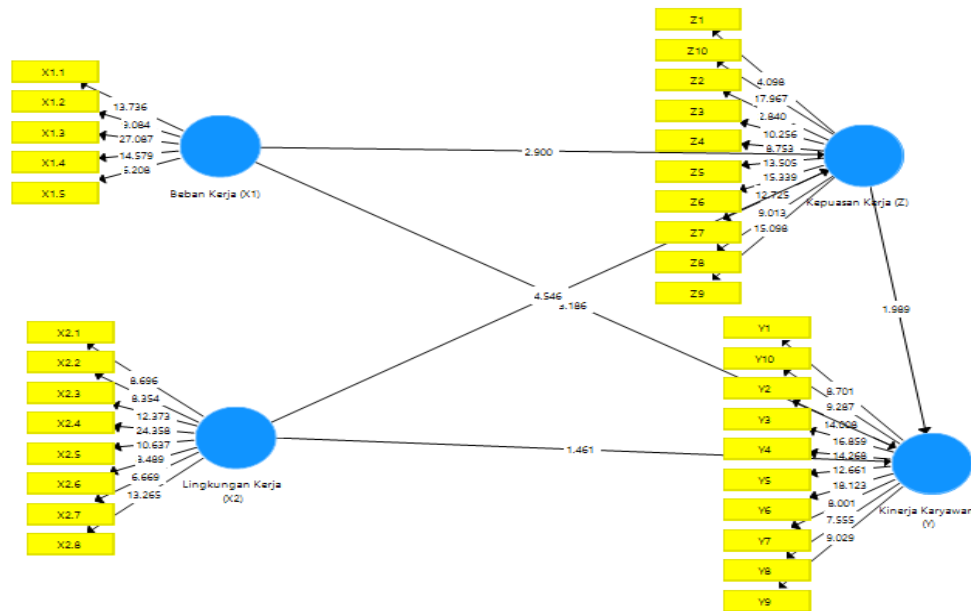 X1.1
X1.2
X1.3
X1.4
X1.5
13.736
27.087
14.579
Beban Kerja (X1)
Z1
Z10
Z2
Z3
Z4
Z5
Z6
Z7
Z8
Z9
4.098
17.967
2.840
10.256
8.753
13.505
15.339
12.725
9.013
15.098
Kepuasan Kerja (Z)
2.900
4.546
3.186
1.989
X2.1
X2.2
X2.3
X2.4
X2.5
X2.6
X2.7
X2.8
8.696
8.354
12.373
24.358
10.637
6.669
13.265
Lingkungan Kerja
(X2)
1.461
Y1
Y10
Y2
Y3
Y4
Y5
Y6
Y7
Y8
Y9
8.701
9.287
14.008
16.859
14.268
12.661
18.123
8.001
7.555
9.029
Kinerja Karyawan
(Y)